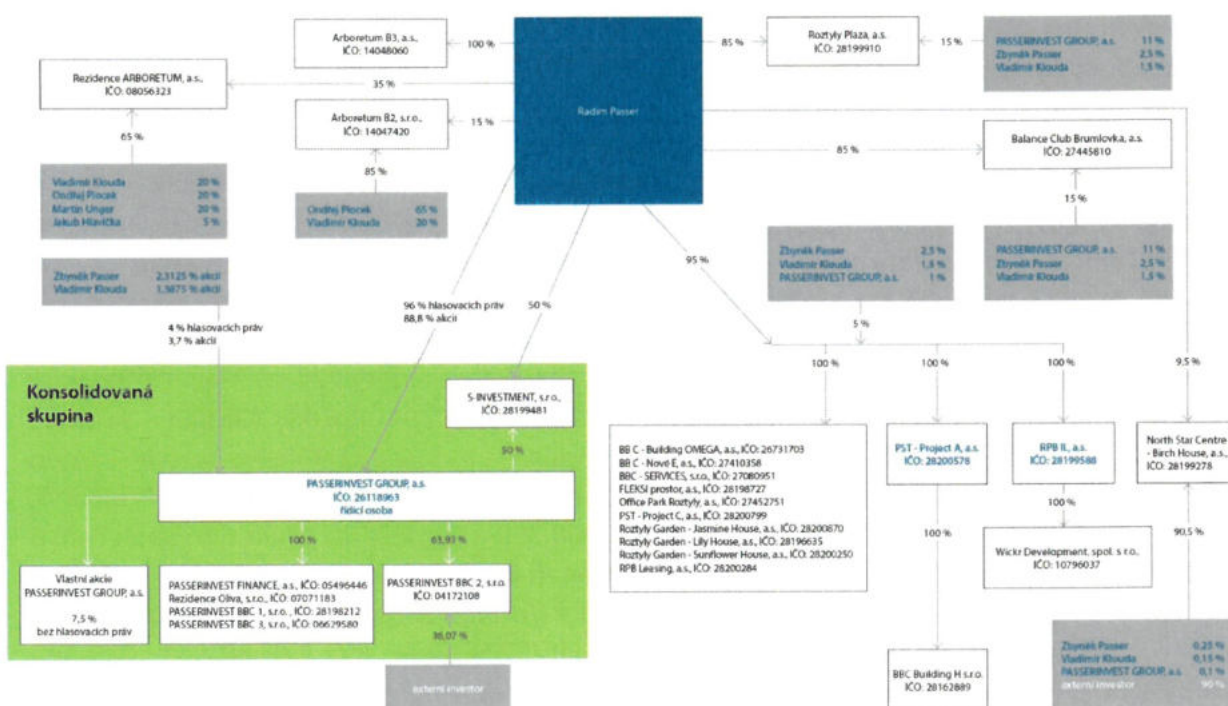 Arboretum B3, a.s.,
IČO: 14048060
100 %
Radim Passer
85 %
Roztyly Plaza, a.s.
IČO: 28199910
15 %
PASSERINVEST GROUP, a.s. 11 %
Zbyněk Passer 2,5 %
Vladimír Klouda 1,5 %
Rezidence ARBORETUM, a.s.,
IČO: 08056323
35 %
65 %
Arboretum B2, s.r.o.,
IČO: 14047420
15 %
85 %
Balance Club Brumlovka, a.s.
IČO: 27445810
85 %
15 %
Vladimír Klouda 20 %
Ondřej Plocek 20 %
Martin Unger 20 %
Jakub Hlavička 5 %
Ondřej Plocek 65 %
Vladimír Klouda 20 %
Zbyněk Passer 2,5 %
Vladimír Klouda 1,5 %
PASSERINVEST GROUP, a.s. 1 %
PASSERINVEST GROUP, a.s. 11 %
Zbyněk Passer 2,5 %
Vladimír Klouda 1,5 %
Zbyněk Passer 2,3125 % akcií
Vladimír Klouda 1,3875 % akcií
4 % hlasovacích práv
3,7 % akcií
96 % hlasovacích práv
88,8 % akcií
50 %
95 %
5 %
100 %
100 %
100 %
9,5 %
Konsolidovaná
skupina
S-INVESTMENT, s.r.o.,
IČO: 28199481
50 %
PASSERINVEST GROUP, a.s.
IČO: 26118963
řídící osoba
100 %
63,93 %
Vlastní akcie
PASSERINVEST GROUP, a.s.
7,5 %
bez hlasovacích práv
PASSERINVEST FINANCE, a.s., IČO: 05496446
Rezidence Oliva, s.r.o., IČO: 07071183
PASSERINVEST BBC 1, s.r.o. , IČO: 28198212
PASSERINVEST BBC 3, s.r.o., IČO: 06629580
PASSERINVEST BBC 2, s.r.o.
IČO: 04172108
36,07 %
externí investor
BB C - Building OMEGA, a.s., IČO: 26731703
BB C - Nové E, a.s., IČO: 27410358
BBC - SERVICES, s.r.o., IČO: 27080951
FLEKSI prostor, a.s., IČO: 28198727
Office Park Roztyly, a.s., IČO: 27452751
PST - Project C, a.s., IČO: 28200799
Roztyly Garden - Jasmine House, a.s., IČO: 28200870
Roztyly Garden - Lily House, a.s., IČO: 28196635
Roztyly Garden - Sunflower House, a.s., IČO: 28200250
RPB Leasing, a.s., IČO: 28200284
PST - Project A, a.s.
IČO: 28200578
100 %
BBC Building H s.r.o.
IČO: 28162889
RPB II., a.s.
IČO: 28199588
100 %
Wickr Development, spol. s r.o.,
IČO: 10796037
North Star Centre
- Birch House, a.s.,
IČO: 28199278
90,5 %
Zbyněk Passer 0,25 %
Vladimír Klouda 0,15 %
PASSERINVEST GROUP, a.s. 0,1 %
externí investor 90 %